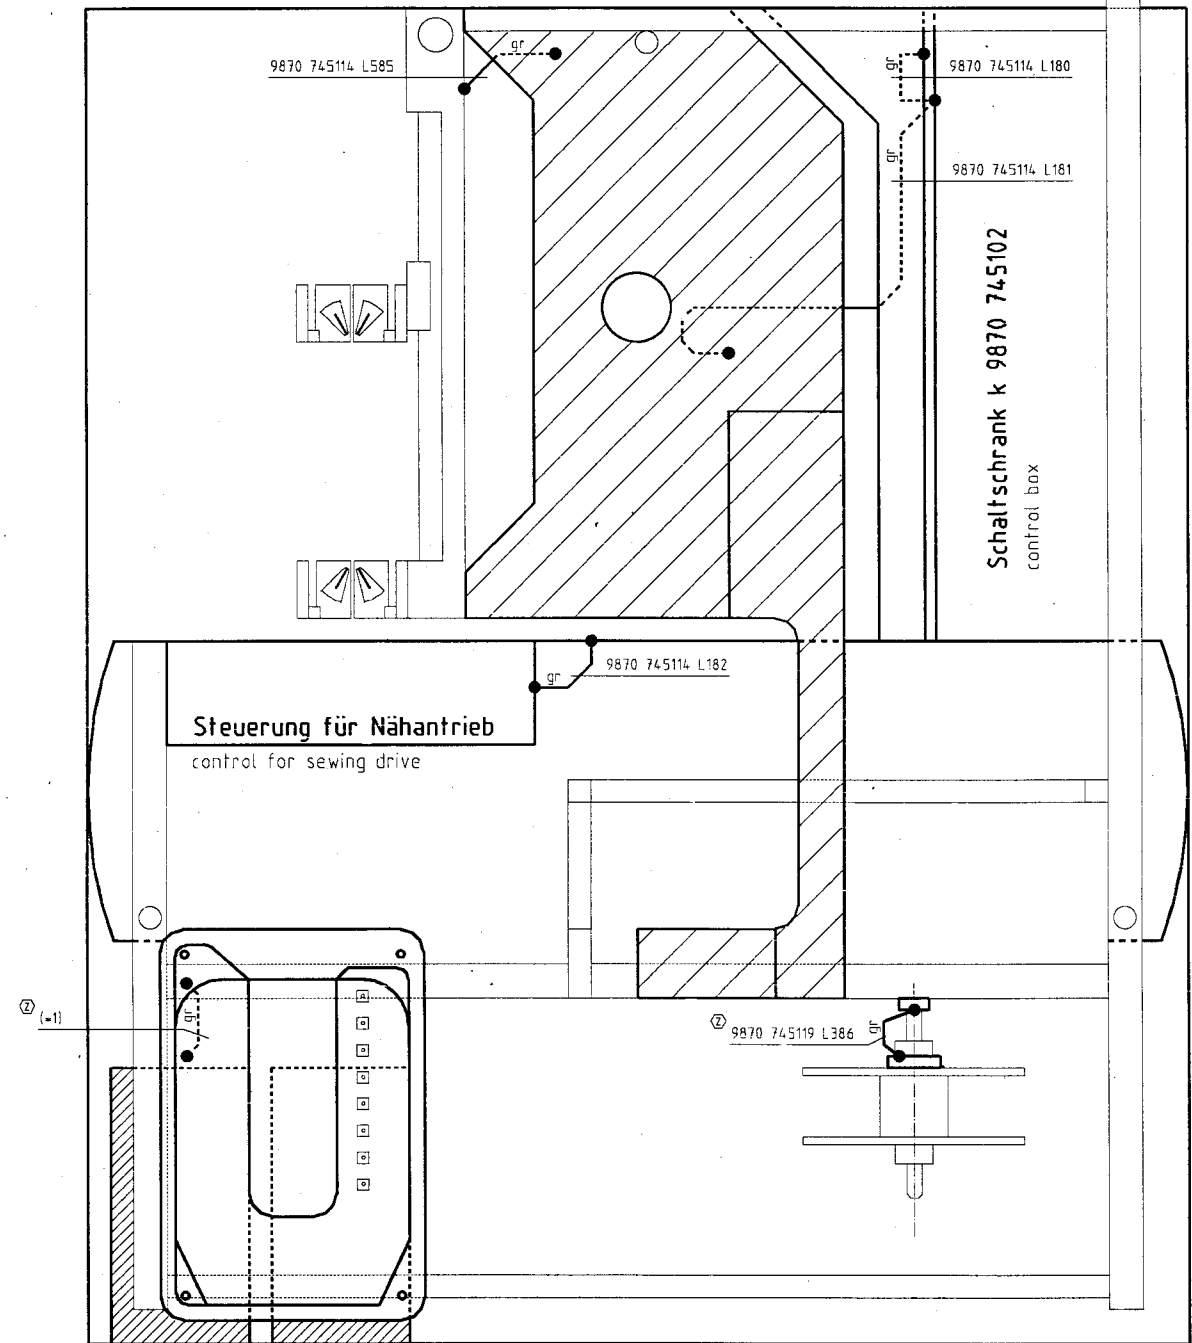 gr
9870 745114 L585
gr
9870 745114 L180
gr
9870 745114 L181
Schaltschrank k 9870 745102
control box
gr
9870 745114 L182
Steuerung für Nähantrieb
control for sewing drive
Z
(*1)
gr
Z
9870 745119 L386
gr